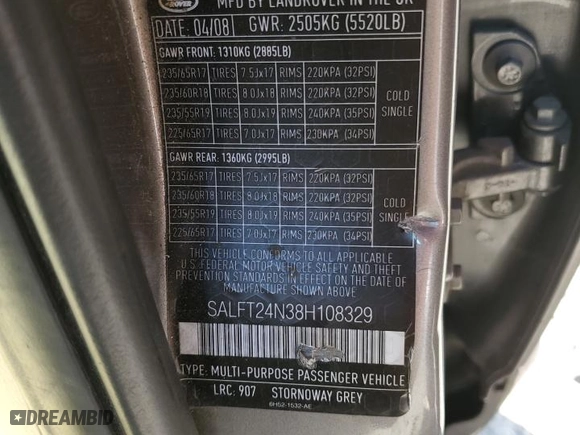 ROVER
MFD BY LANDROVER IN THE UK
DATE: 04/08 GWR: 2505KG (5520LB)
GAWR FRONT: 1310KG (2885LB)
235/65R17 TIRES 7.5Jx17 RIMS 220KPA (32PSI)
235/60R18 TIRES 8.0Jx18 RIMS 220KPA (32PSI) COLD
235/55R19 TIRES 8.0Jx19 RIMS 240KPA (35PSI) SINGLE
225/65R17 TIRES 7.0Jx17 RIMS 230KPA (34PSI)
GAWR REAR: 1360KG (2995LB)
235/65R17 TIRES 7.5Jx17 RIMS 220KPA (32PSI)
235/60R18 TIRES 8.0Jx18 RIMS 220KPA (32PSI) COLD
235/55R19 TIRES 8.0Jx19 RIMS 240KPA (35PSI) SINGLE
225/65R17 TIRES 7.0Jx17 RIMS 230KPA (34PSI)
THIS VEHICLE CONFORMS TO ALL APPLICABLE
U.S. FEDERAL MOTOR VEHICLE SAFETY AND THEFT
PREVENTION STANDARDS IN EFFECT ON THE DATE OF
MANUFACTURE SHOWN ABOVE
SALFT24N38H108329
TYPE: MULTI-PURPOSE PASSENGER VEHICLE
LRC: 907 STORNOWAY GREY
6H52-1532-AE
AUTOBIDMASTER